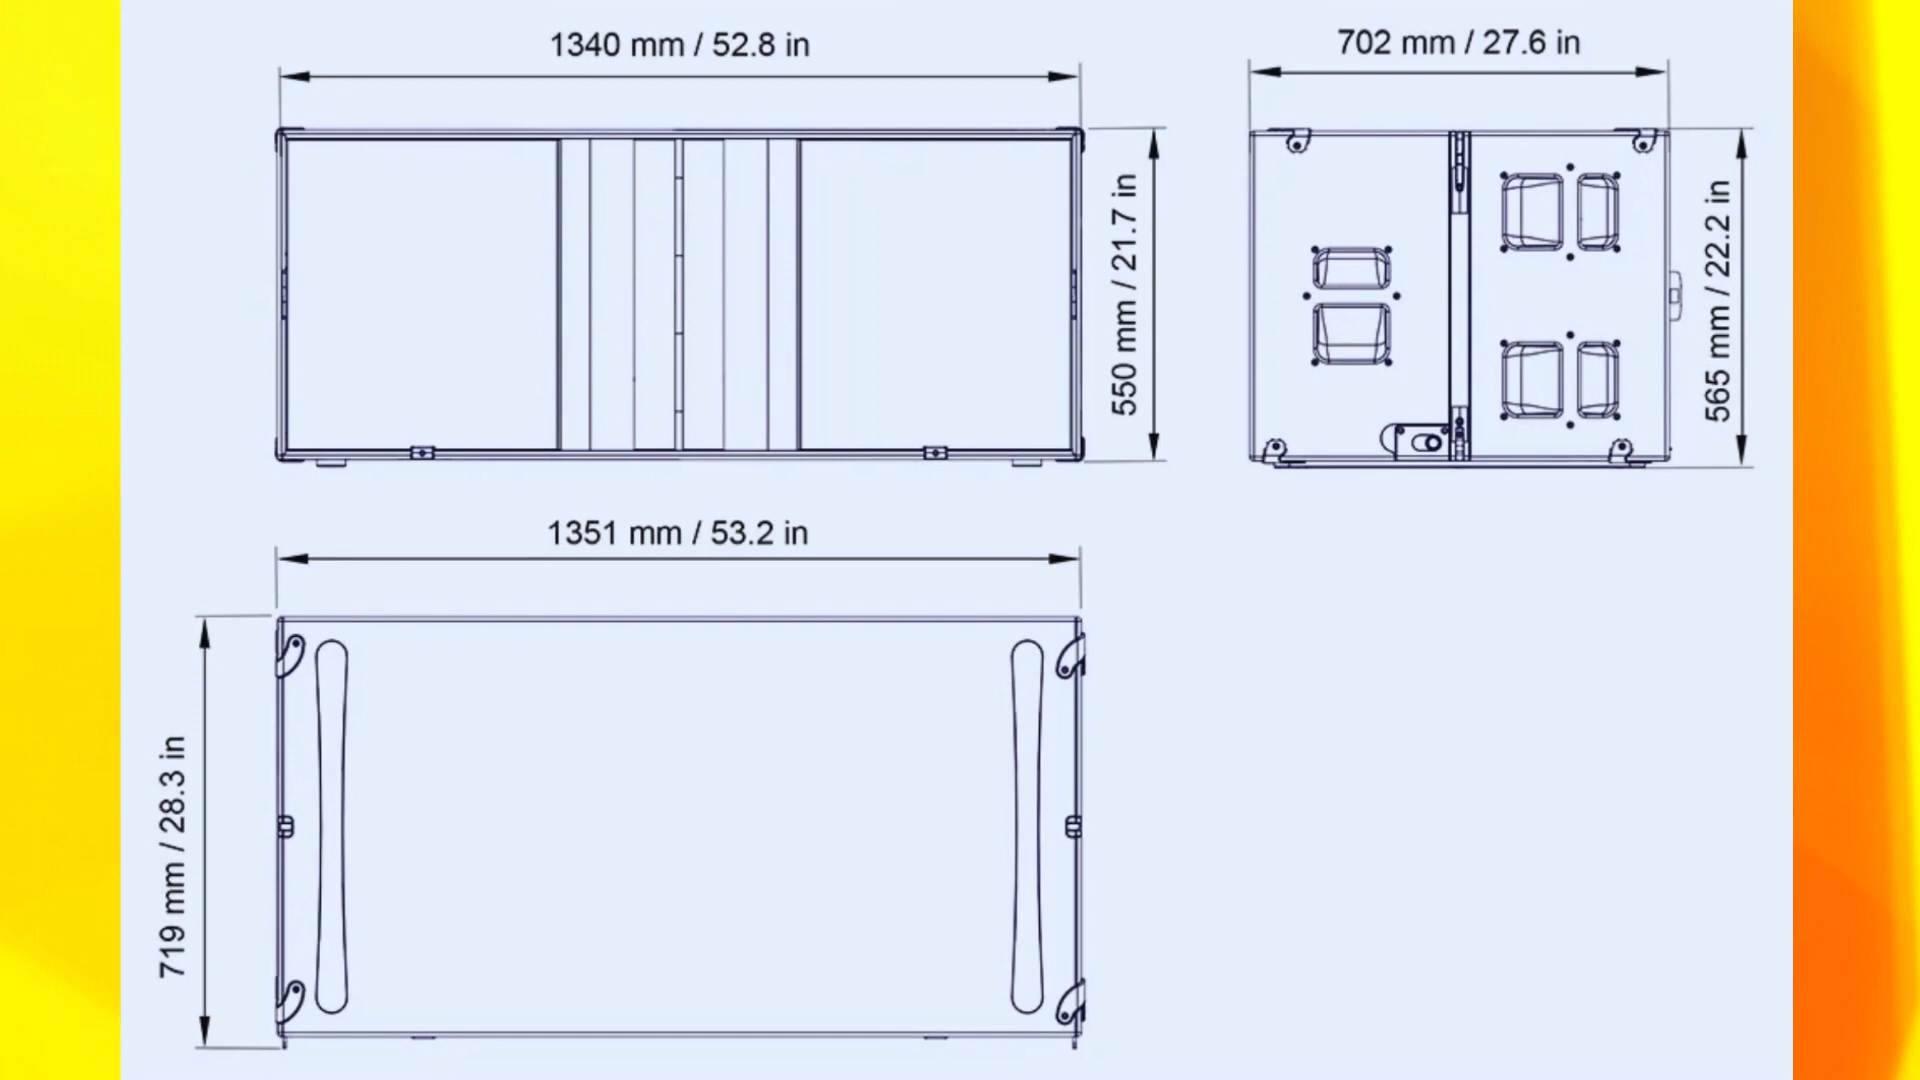 1340 mm / 52.8 in
702 mm / 27.6 in
550 mm / 21.7 in
565 mm / 22.2 in
1351 mm / 53.2 in
719 mm / 28.3 in